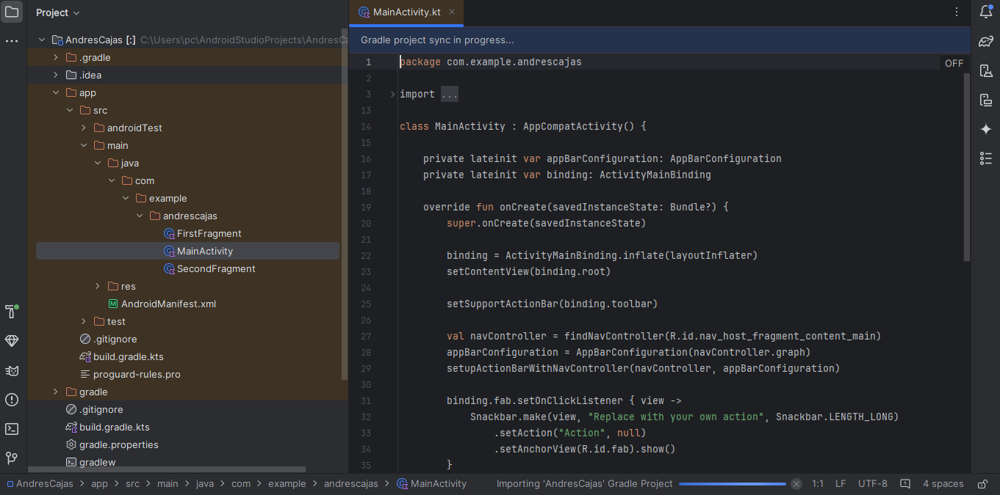 Project
MainActivity.kt
AndresCajas [:] C:\Users\pc\AndroidStudioProjects\AndresCa
Gradle project sync in progress...
.gradle
.idea
app
src
androidTest
main
java
com
example
andrescajas
FirstFragment
MainActivity
SecondFragment
res
AndroidManifest.xml
test
.gitignore
build.gradle.kts
proguard-rules.pro
gradle
.gitignore
build.gradle.kts
gradle.properties
gradlew
1 package com.example.andrescajas
OFF
2
3 import ...
13
14 class MainActivity : AppCompatActivity() {
15
16 private lateinit var appBarConfiguration: AppBarConfiguration
17 private lateinit var binding: ActivityMainBinding
18
19 override fun onCreate(savedInstanceState: Bundle?) {
20 super.onCreate(savedInstanceState)
21
22 binding = ActivityMainBinding.inflate(layoutInflater)
23 setContentView(binding.root)
24
25 setSupportActionBar(binding.toolbar)
26
27 val navController = findNavController(R.id.nav_host_fragment_content_main)
28 appBarConfiguration = AppBarConfiguration(navController.graph)
29 setupActionBarWithNavController(navController, appBarConfiguration)
30
31 binding.fab.setOnClickListener { view ->
32 Snackbar.make(view, "Replace with your own action", Snackbar.LENGTH_LONG)
33 .setAction("Action", null)
34 .setAnchorView(R.id.fab).show()
35 }
AndresCajas > app > src > main > java > com > example > andrescajas > MainActivity
Importing 'AndresCajas' Gradle Project
1:1 LF UTF-8 4 spaces